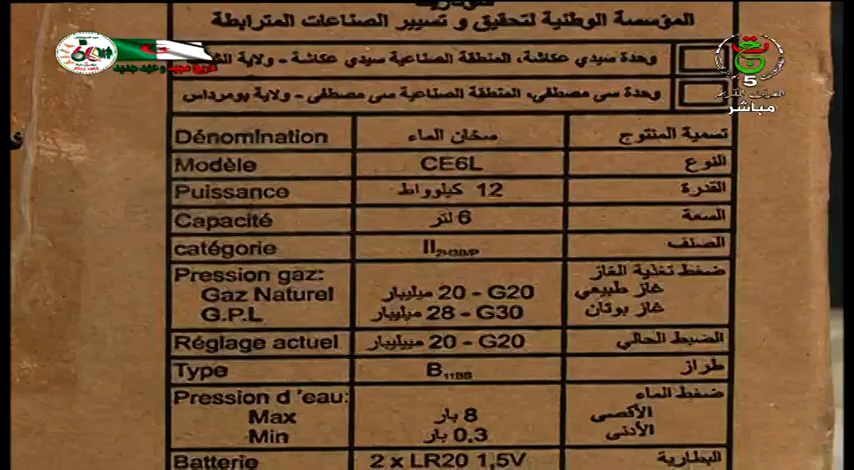 المؤسسة الوطنية لتحقيق و تسيير الصناعات المترابطة
وحدة سيدي عكاشة، المنطقة الصناعية سيدي عكاشة - ولاية
وحدة سي مصطفى، المنطقة الصناعية سي مصطفى - ولاية بومرداس
60
5
مباشر
Dénomination سخان الماء تسمية المنتوج
Modèle CE6L النوع
Puissance 12 كيلوواط القدرة
Capacité 6 لتر السعة
catégorie II2H3B/P الصنف
Pression gaz: ضغط تغذية الغاز
Gaz Naturel 20 - G20 ميليبار غاز طبيعي
G.P.L 28 - G30 ميليبار غاز بوتان
Réglage actuel 20 - G20 ميليبار الضبط الحالي
Type B11BS طراز
Pression d'eau: ضغط الماء
Max 8 بار الأقصى
Min 0,3 بار الأدنى
Batterie 2 x LR20 1,5V البطارية